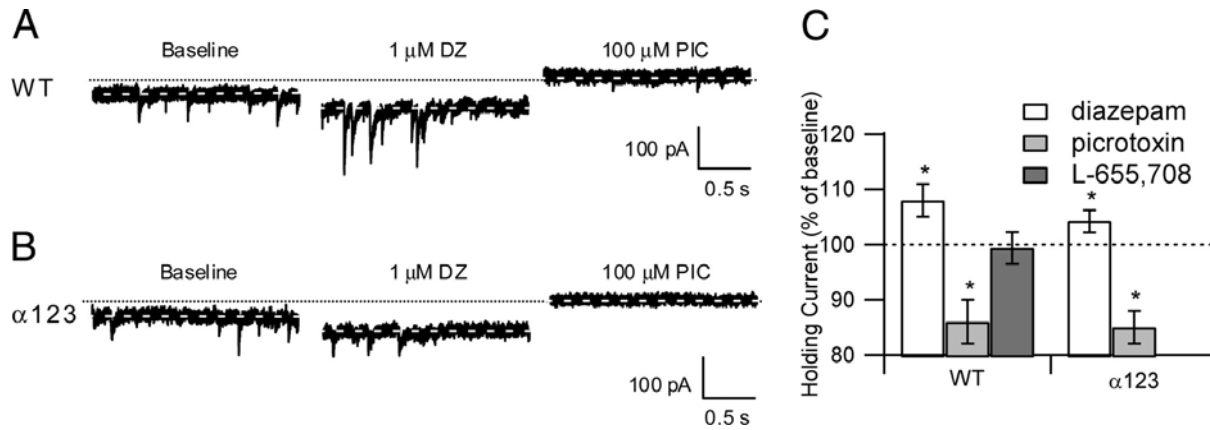 A
Baseline
1 μM DZ
100 μM PIC
WT
100 pA
0.5 s
B
Baseline
1 μM DZ
100 μM PIC
α123
100 pA
0.5 s
C
Holding Current (% of baseline)
diazepam
picrotoxin
L-655,708
120
110
100
90
80
*
*
*
*
WT
α123